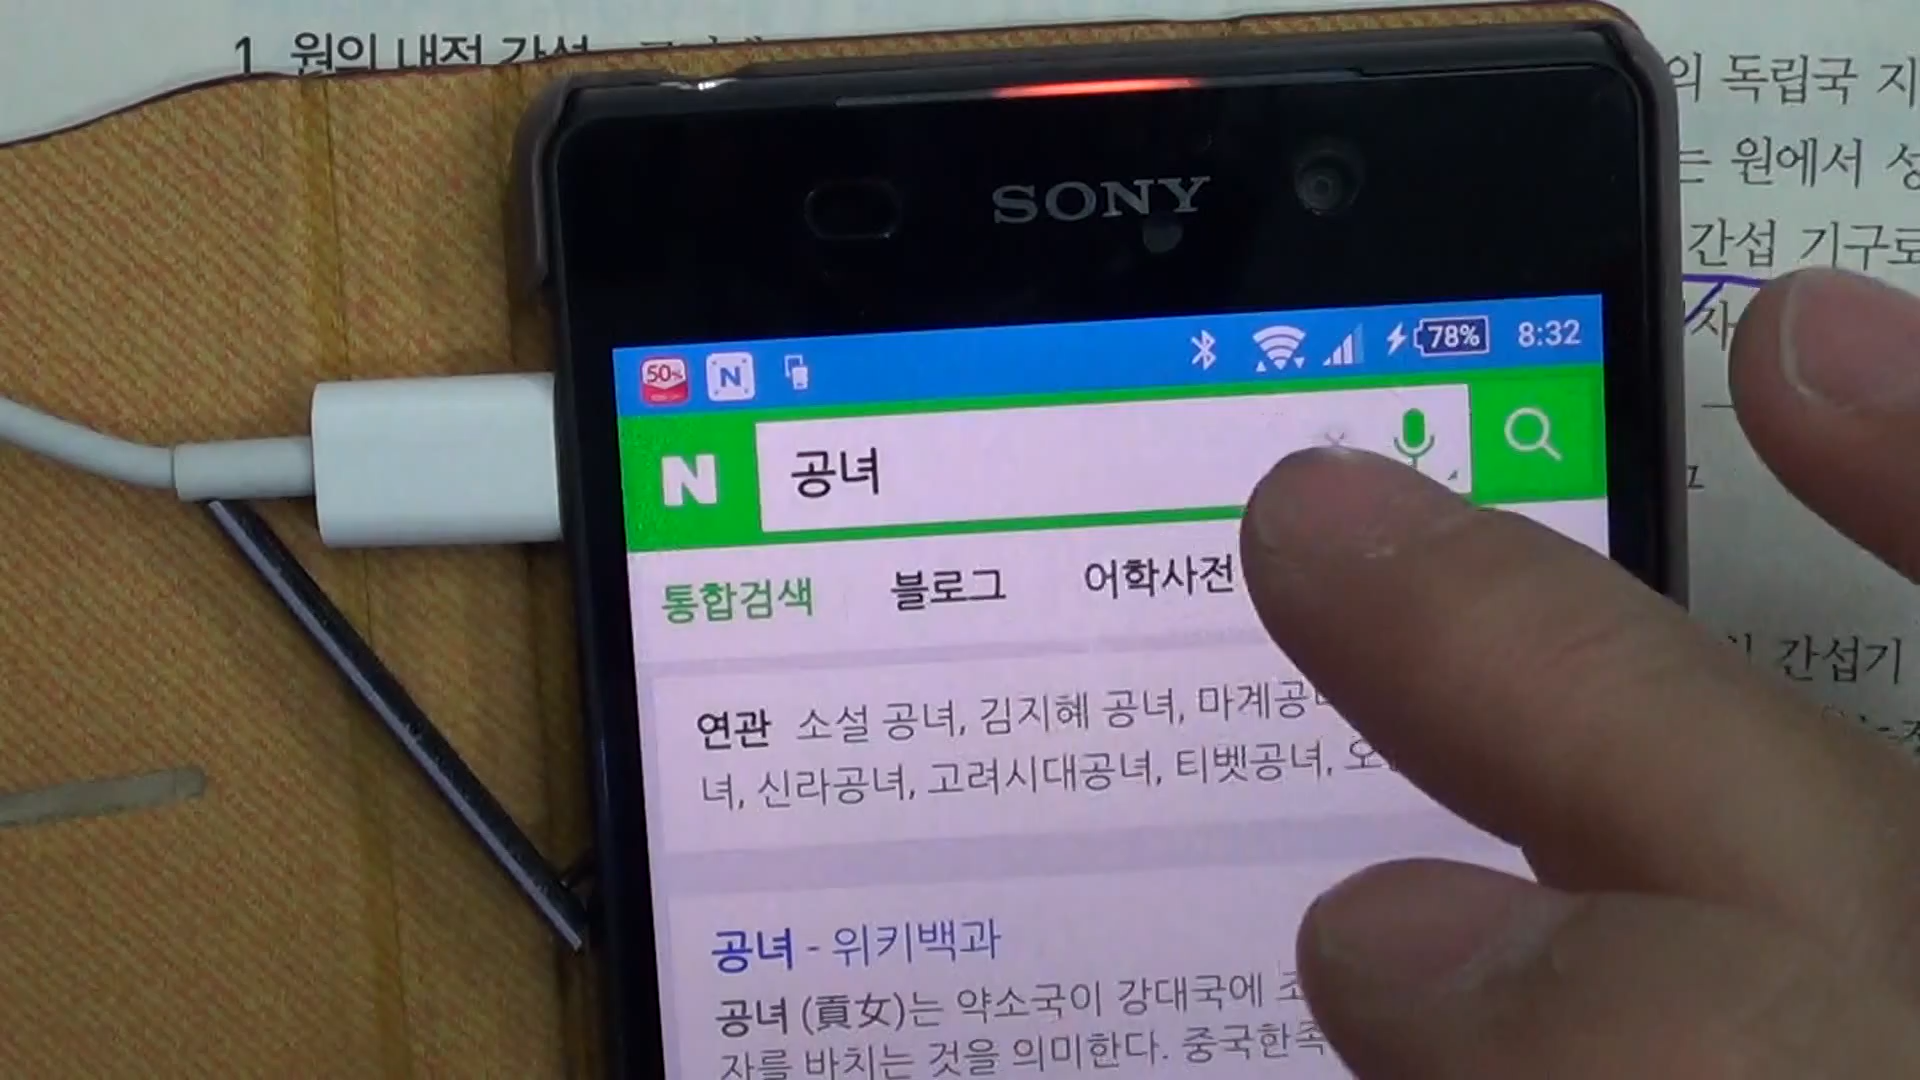 1. 원의 내적 간섭
의 독립국 지
는 원에서 성
간섭 기구로
SONY
50% N 78% 8:32
N 공녀
통합검색 블로그 어학사전
간섭기
연관 소설 공녀, 김지혜 공녀, 마계공녀
녀, 신라공녀, 고려시대공녀, 티벳공녀,
공녀 - 위키백과
공녀 (貢女)는 약소국이 강대국에
자를 바치는 것을 의미한다. 중국한족